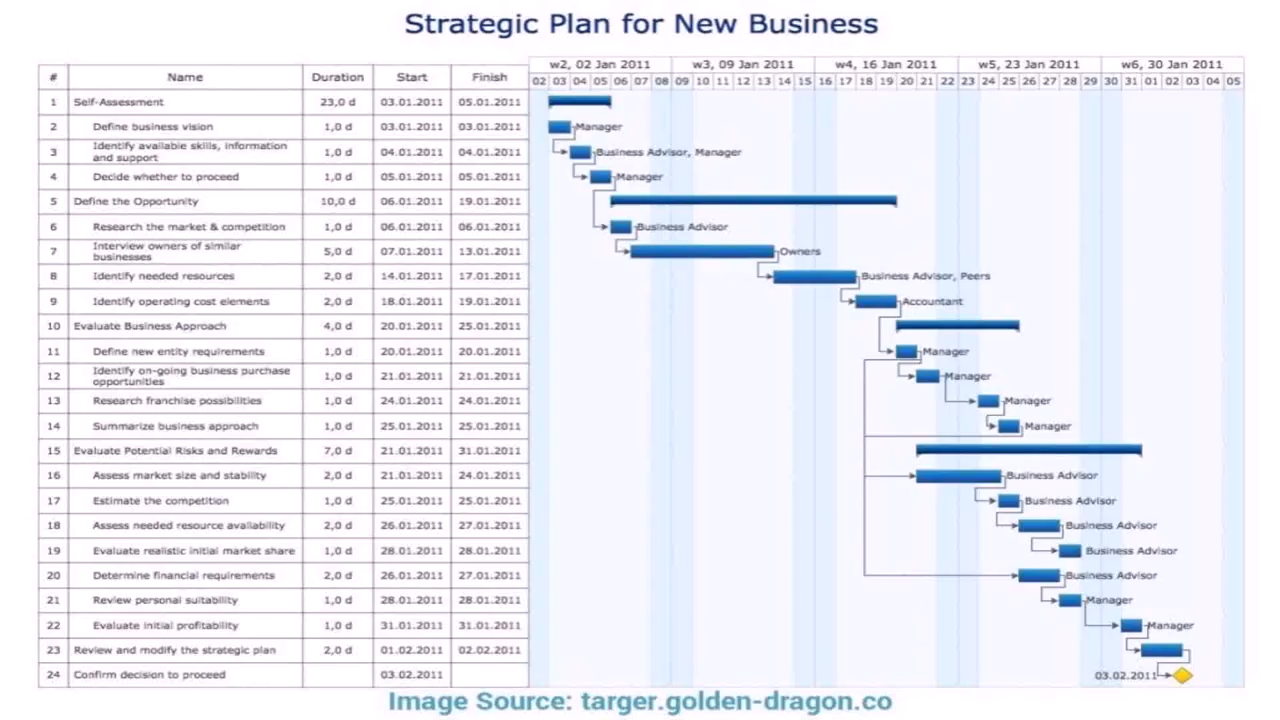 Strategic Plan for New Business
w2, 02 Jan 2011 w3, 09 Jan 2011 w4, 16 Jan 2011 w5, 23 Jan 2011 w6, 30 Jan 2011
# Name Duration Start Finish 02 03 04 05 06 07 08 09 10 11 12 13 14 15 16 17 18 19 20 21 22 23 24 25 26 27 28 29 30 31 01 02 03 04 05
1 Self-Assessment 23,0 d 03.01.2011 05.01.2011
2 Define business vision 1,0 d 03.01.2011 03.01.2011 Manager
3 Identify available skills, information
and support 1,0 d 04.01.2011 04.01.2011 Business Advisor, Manager
4 Decide whether to proceed 1,0 d 05.01.2011 05.01.2011 Manager
5 Define the Opportunity 10,0 d 06.01.2011 19.01.2011
6 Research the market & competition 1,0 d 06.01.2011 06.01.2011 Business Advisor
7 Interview owners of similar
businesses 5,0 d 07.01.2011 13.01.2011 Owners
8 Identify needed resources 2,0 d 14.01.2011 17.01.2011 Business Advisor, Peers
9 Identify operating cost elements 2,0 d 18.01.2011 19.01.2011 Accountant
10 Evaluate Business Approach 4,0 d 20.01.2011 25.01.2011
11 Define new entity requirements 1,0 d 20.01.2011 20.01.2011 Manager
12 Identify on-going business purchase
opportunities 1,0 d 21.01.2011 21.01.2011 Manager
13 Research franchise possibilities 1,0 d 24.01.2011 24.01.2011 Manager
14 Summarize business approach 1,0 d 25.01.2011 25.01.2011 Manager
15 Evaluate Potential Risks and Rewards 7,0 d 21.01.2011 31.01.2011
16 Assess market size and stability 2,0 d 21.01.2011 24.01.2011 Business Advisor
17 Estimate the competition 1,0 d 25.01.2011 25.01.2011 Business Advisor
18 Assess needed resource availability 2,0 d 26.01.2011 27.01.2011 Business Advisor
19 Evaluate realistic initial market share 1,0 d 28.01.2011 28.01.2011 Business Advisor
20 Determine financial requirements 2,0 d 26.01.2011 27.01.2011 Business Advisor
21 Review personal suitability 1,0 d 28.01.2011 28.01.2011 Manager
22 Evaluate initial profitability 1,0 d 31.01.2011 31.01.2011 Manager
23 Review and modify the strategic plan 2,0 d 01.02.2011 02.02.2011
24 Confirm decision to proceed 03.02.2011 03.02.2011
Image Source: targer.golden-dragon.co